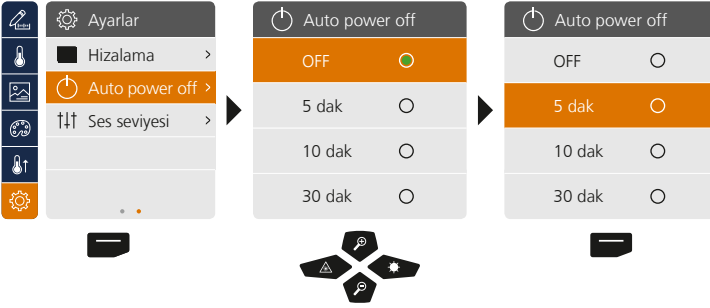 Ayarlar
Hizalama
Auto power off
Ses seviyesi
Auto power off
OFF
5 dak
10 dak
30 dak
Auto power off
OFF
5 dak
10 dak
30 dak